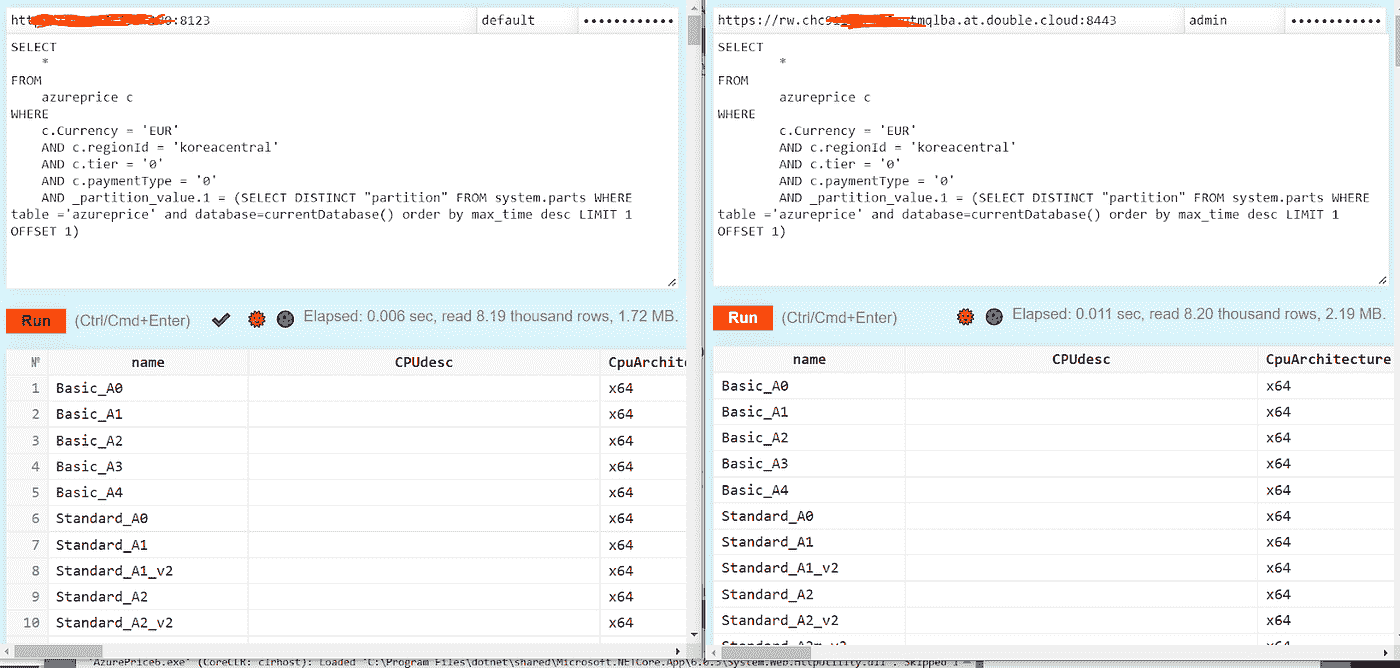 htt :8123 default ••••••••••••
SELECT
*
FROM
azureprice c
WHERE
c.Currency = 'EUR'
AND c.regionId = 'koreacentral'
AND c.tier = '0'
AND c.paymentType = '0'
AND _partition_value.1 = (SELECT DISTINCT "partition" FROM system.parts WHERE
table ='azureprice' and database=currentDatabase() order by max_time desc LIMIT 1
OFFSET 1)
Run (Ctrl/Cmd+Enter) ✔ Elapsed: 0.006 sec, read 8.19 thousand rows, 1.72 MB.
№ name CPUdesc CpuArchite
1 Basic_A0 x64
2 Basic_A1 x64
3 Basic_A2 x64
4 Basic_A3 x64
5 Basic_A4 x64
6 Standard_A0 x64
7 Standard_A1 x64
8 Standard_A1_v2 x64
9 Standard_A2 x64
10 Standard_A2_v2 x64
https://rw.chc tmqlba.at.double.cloud:8443 admin ••••••••••••
SELECT
*
FROM
azureprice c
WHERE
c.Currency = 'EUR'
AND c.regionId = 'koreacentral'
AND c.tier = '0'
AND c.paymentType = '0'
AND _partition_value.1 = (SELECT DISTINCT "partition" FROM system.parts WHERE
table ='azureprice' and database=currentDatabase() order by max_time desc LIMIT 1
OFFSET 1)
Run (Ctrl/Cmd+Enter) Elapsed: 0.011 sec, read 8.20 thousand rows, 2.19 MB.
name CPUdesc CpuArchitecture
Basic_A0 x64
Basic_A1 x64
Basic_A2 x64
Basic_A3 x64
Basic_A4 x64
Standard_A0 x64
Standard_A1 x64
Standard_A1_v2 x64
Standard_A2 x64
Standard_A2_v2 x64
Standard_A2m_v2 x64
'AzurePrice6.exe' (CoreCLR: clrhost): Loaded 'C:\Program Files\dotnet\shared\Microsoft.NETCore.App\6.0.5\System.Web.HttpUtility.dll'. Skipped l